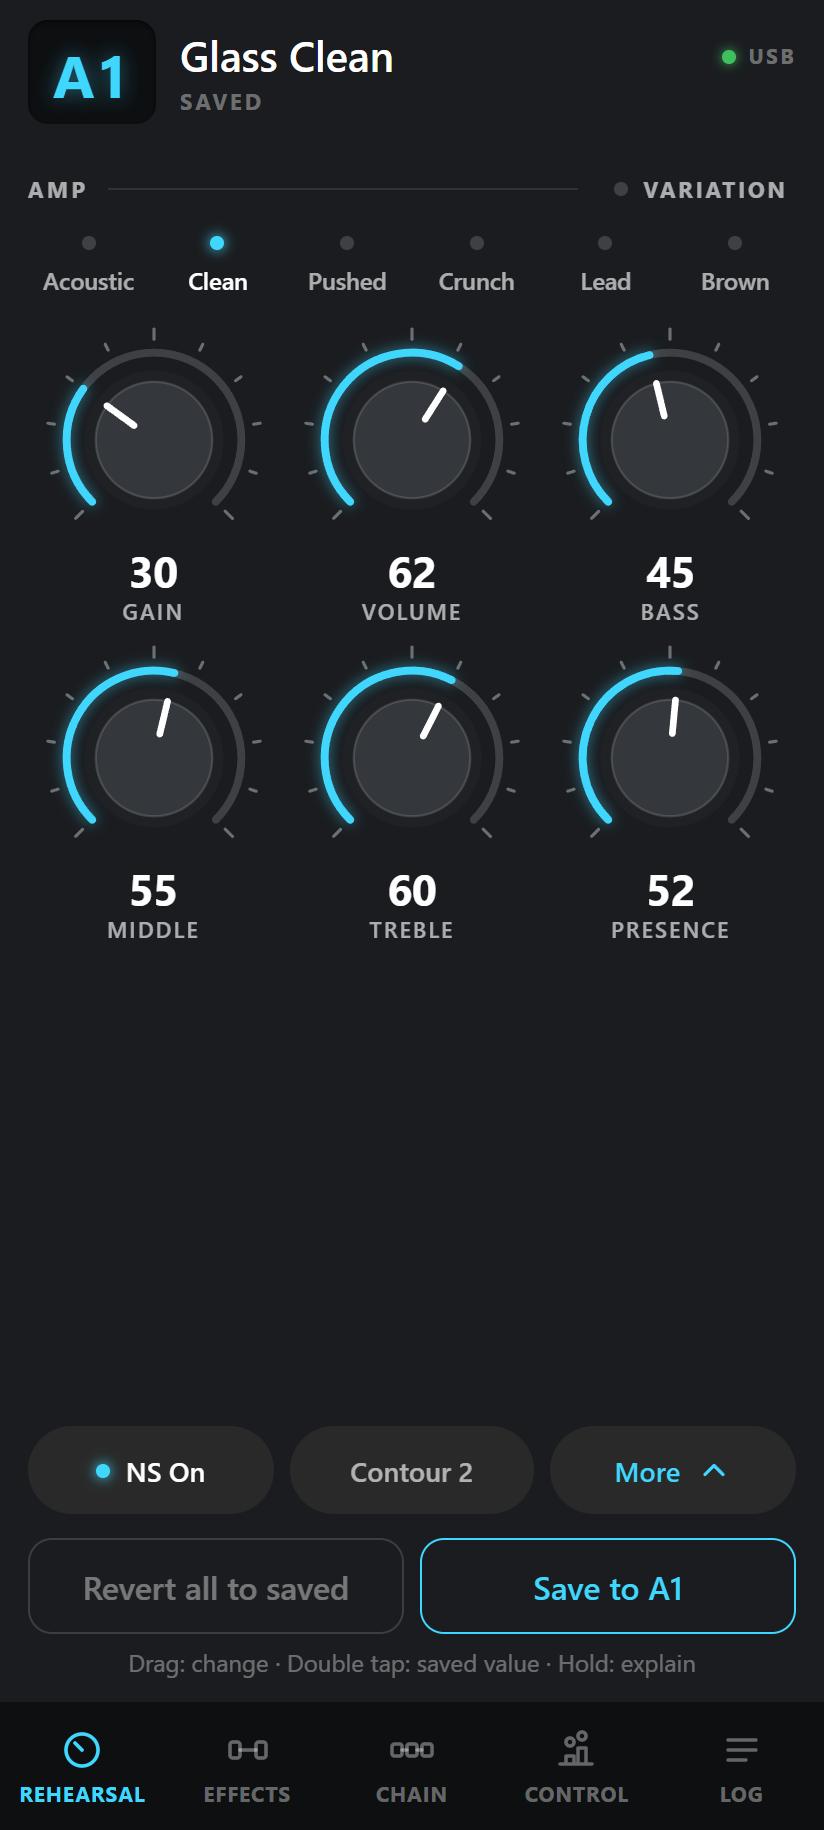 A1
Glass Clean
SAVED
USB
AMP
VARIATION
Acoustic Clean Pushed Crunch Lead Brown
30 62 45
GAIN VOLUME BASS
55 60 52
MIDDLE TREBLE PRESENCE
NS On Contour 2 More
Revert all to saved Save to A1
Drag: change · Double tap: saved value · Hold: explain
REHEARSAL EFFECTS CHAIN CONTROL LOG